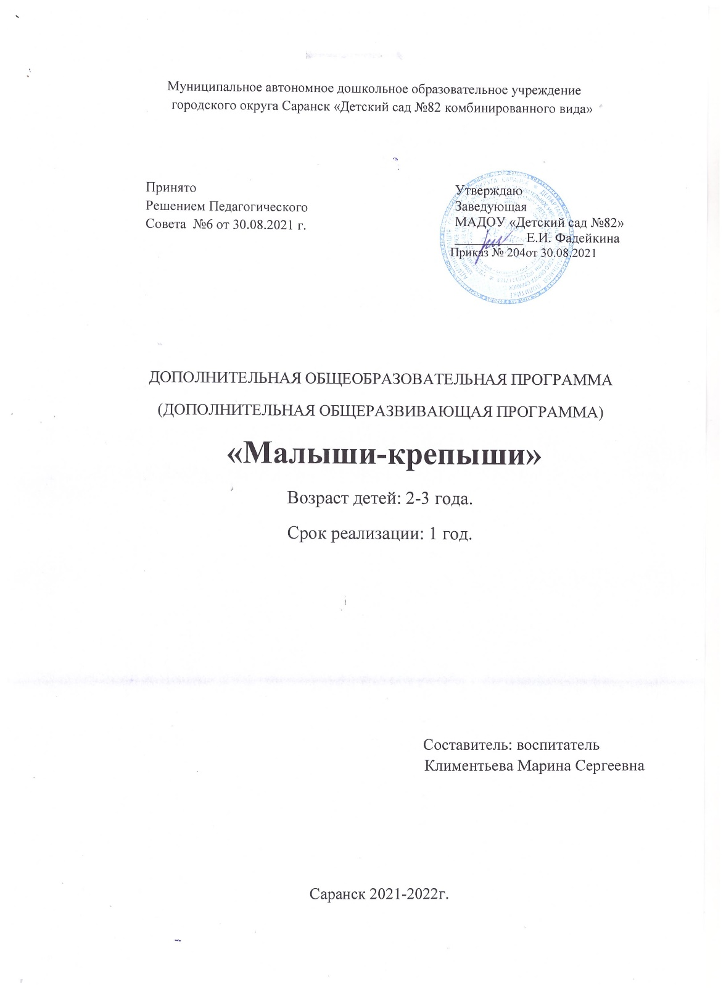 Муниципальное автономное дошкольное образовательное учреждение
городского округа Саранск «Детский сад №82 комбинированного вида»
Принято
Решением Педагогического
Совета №6 от 30.08.2021 г.
Утверждаю
Заведующая
МАДОУ «Детский сад №82»
__________ Е.И. Фадейкина
Приказ № 204от 30.08.2021
ДОПОЛНИТЕЛЬНАЯ ОБЩЕОБРАЗОВАТЕЛЬНАЯ ПРОГРАММА
(ДОПОЛНИТЕЛЬНАЯ ОБЩЕРАЗВИВАЮЩАЯ ПРОГРАММА)
«Малыши-крепыши»
Возраст детей: 2-3 года.
Срок реализации: 1 год.
Составитель: воспитатель
Климентьева Марина Сергеевна
Саранск 2021-2022г.